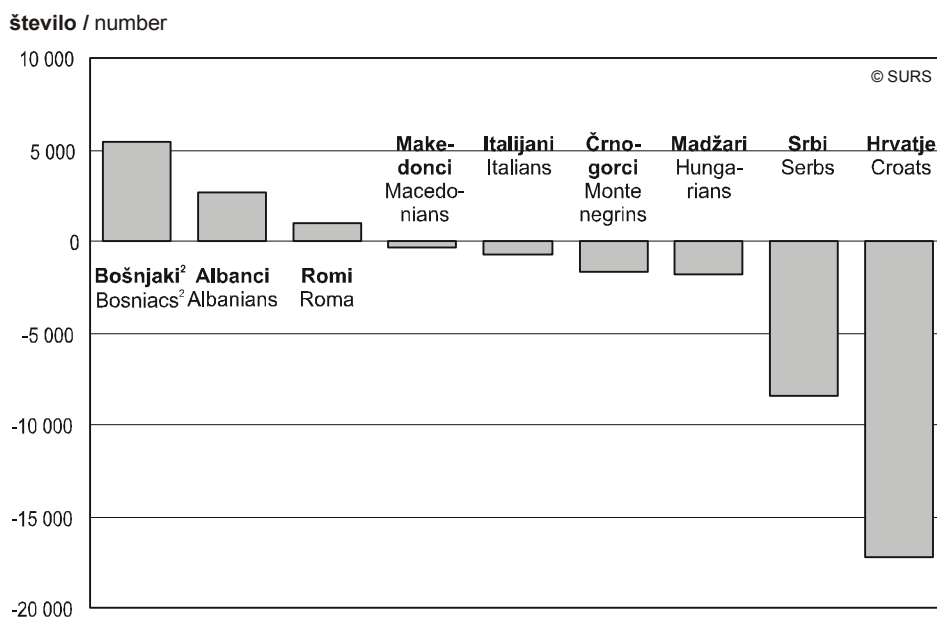 število / number
10 000
© SURS
5 000
Make-
donci
Macedo-
nians
Italijani
Italians
Črno-
gorci
Monte
negrins
Madžari
Hunga-
rians
Srbi
Serbs
Hrvatje
Croats
0
Bošnjaki²
Bosniacs²
Albanci
Albanians
Romi
Roma
-5 000
-10 000
-15 000
-20 000